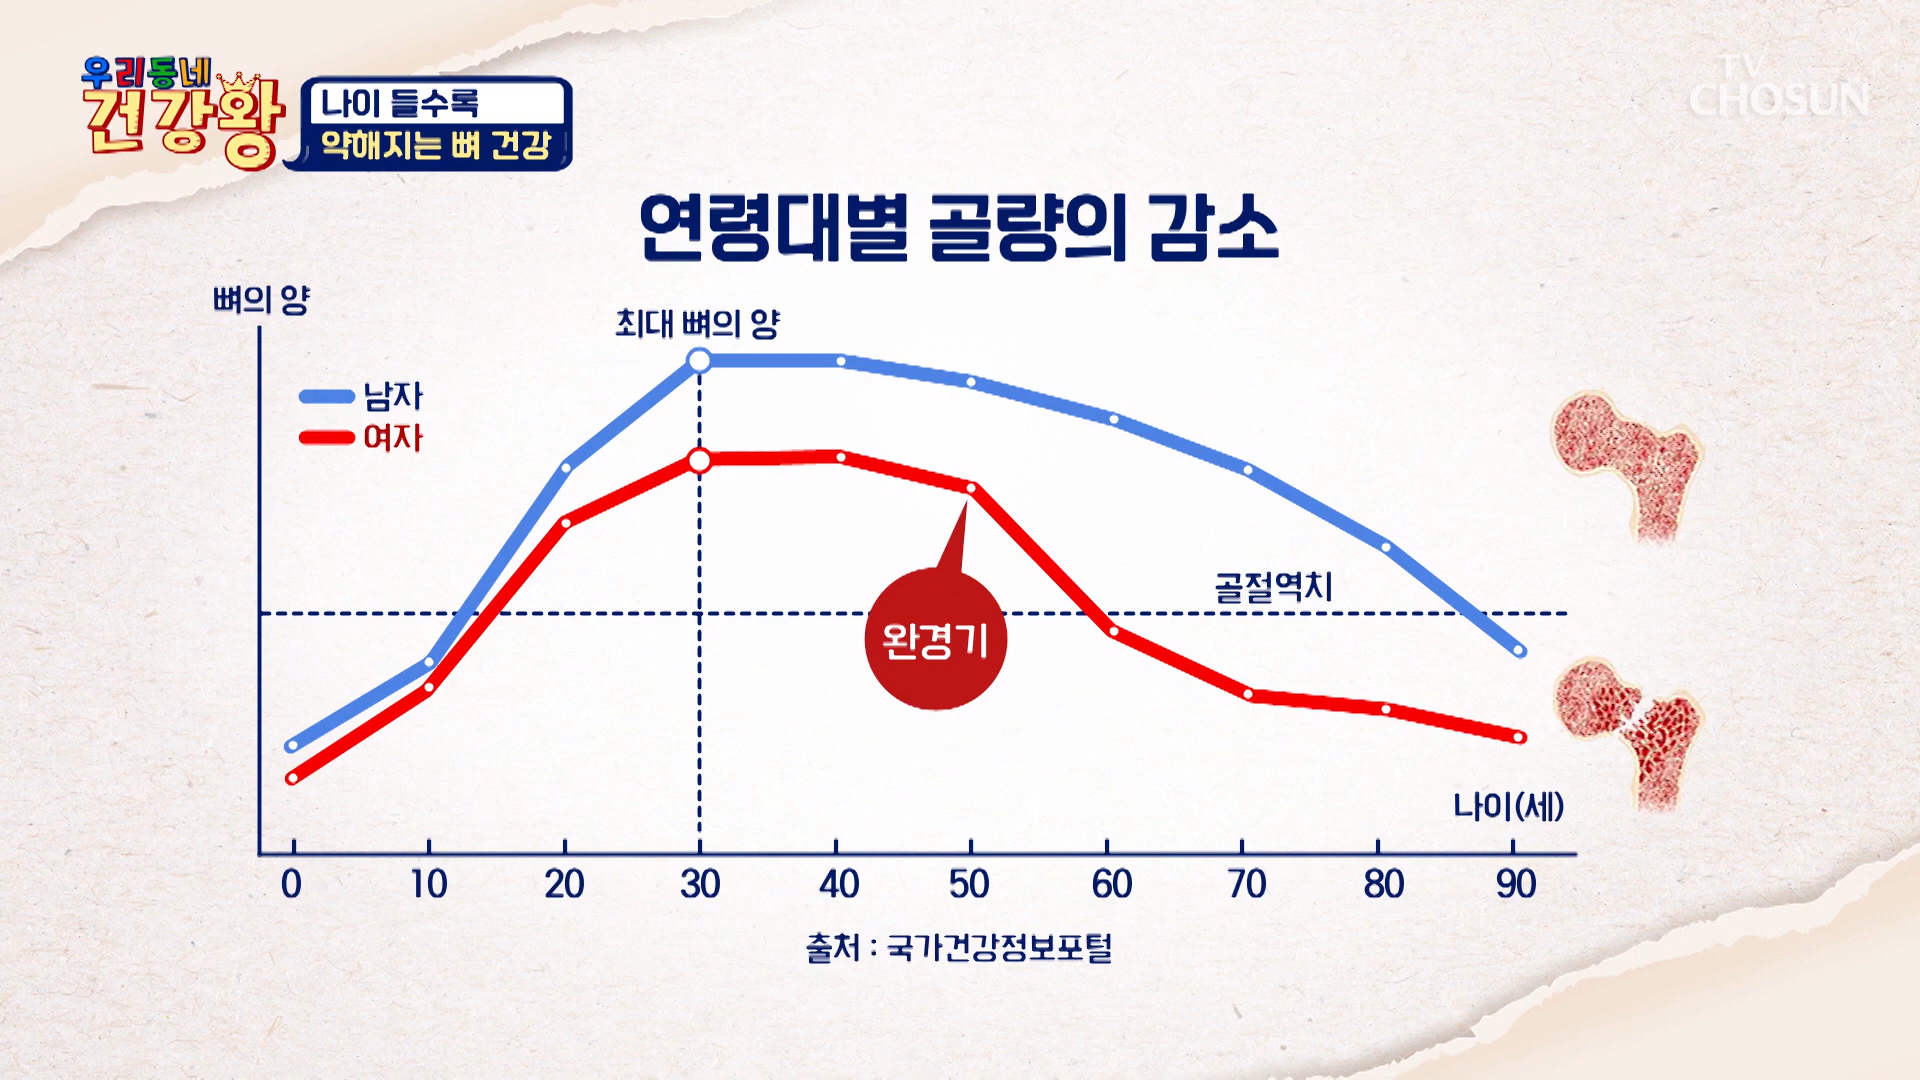 우리동네
건강왕
나이 들수록
약해지는 뼈 건강
TV
CHOSUN
연령대별 골량의 감소
뼈의 양
최대 뼈의 양
남자
여자
골절역치
완경기
나이(세)
0 10 20 30 40 50 60 70 80 90
출처 : 국가건강정보포털